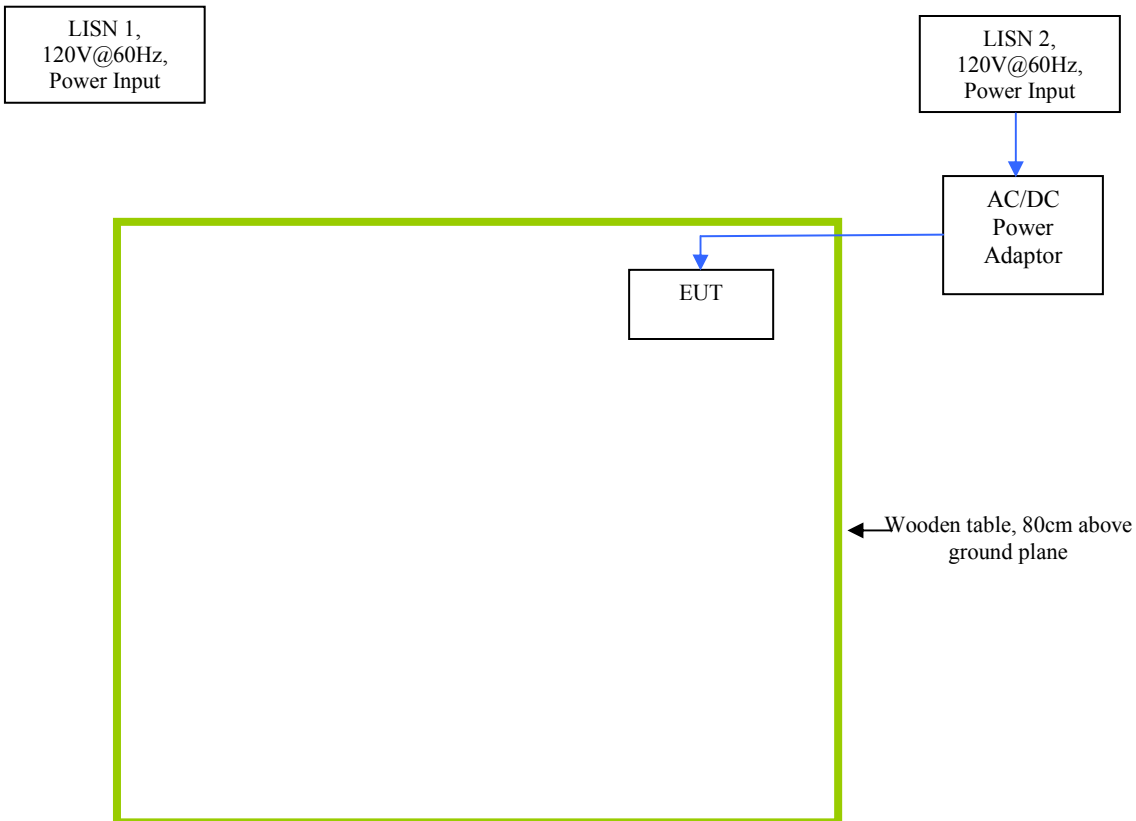 LISN 1,
120V@60Hz,
Power Input
LISN 2,
120V@60Hz,
Power Input
AC/DC
Power
Adaptor
EUT
Wooden table, 80cm above
ground plane